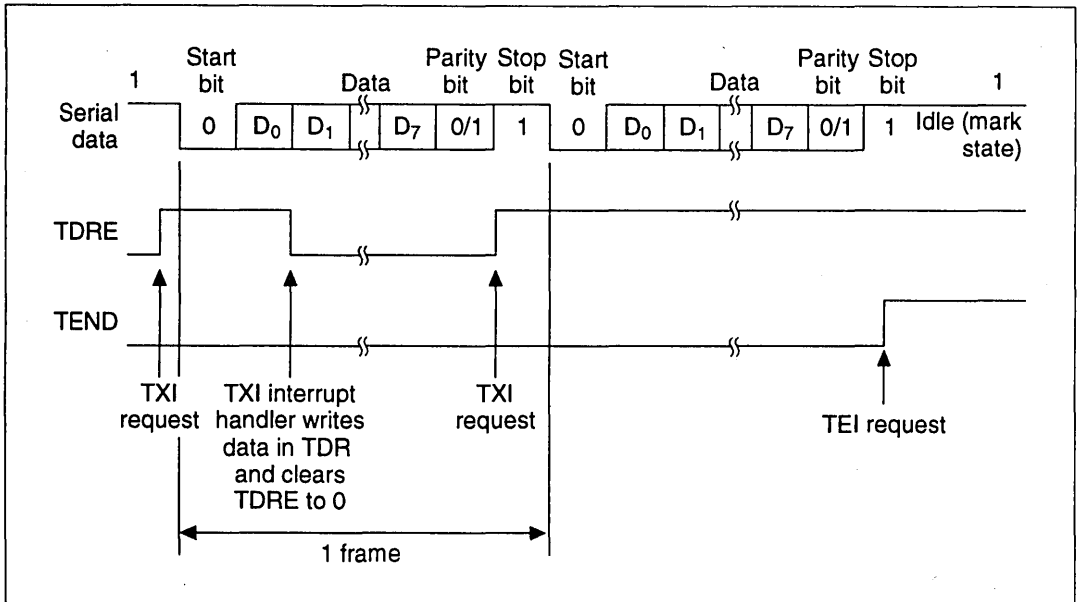 Start Parity Stop Start Parity Stop
1 bit Data bit bit bit Data bit bit 1
Serial data 0 D₀ D₁ D₇ 0/1 1 0 D₀ D₁ D₇ 0/1 1 Idle (mark state)
TDRE
TEND
TXI request
TXI interrupt handler writes data in TDR and clears TDRE to 0
TXI request
TEI request
1 frame